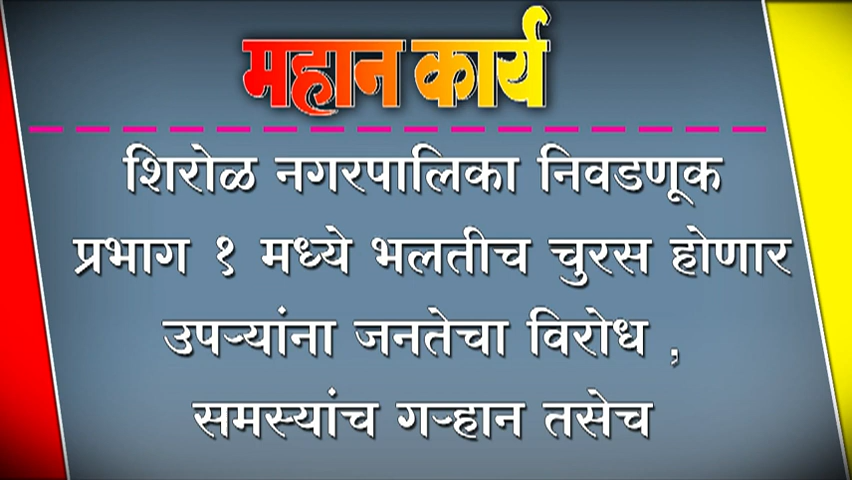 महान कार्य
शिरोळ नगरपालिका निवडणूक
प्रभाग १ मध्ये भलतीच चुरस होणार
उपऱ्यांना जनतेचा विरोध ,
समस्यांच गऱ्हान तसेच